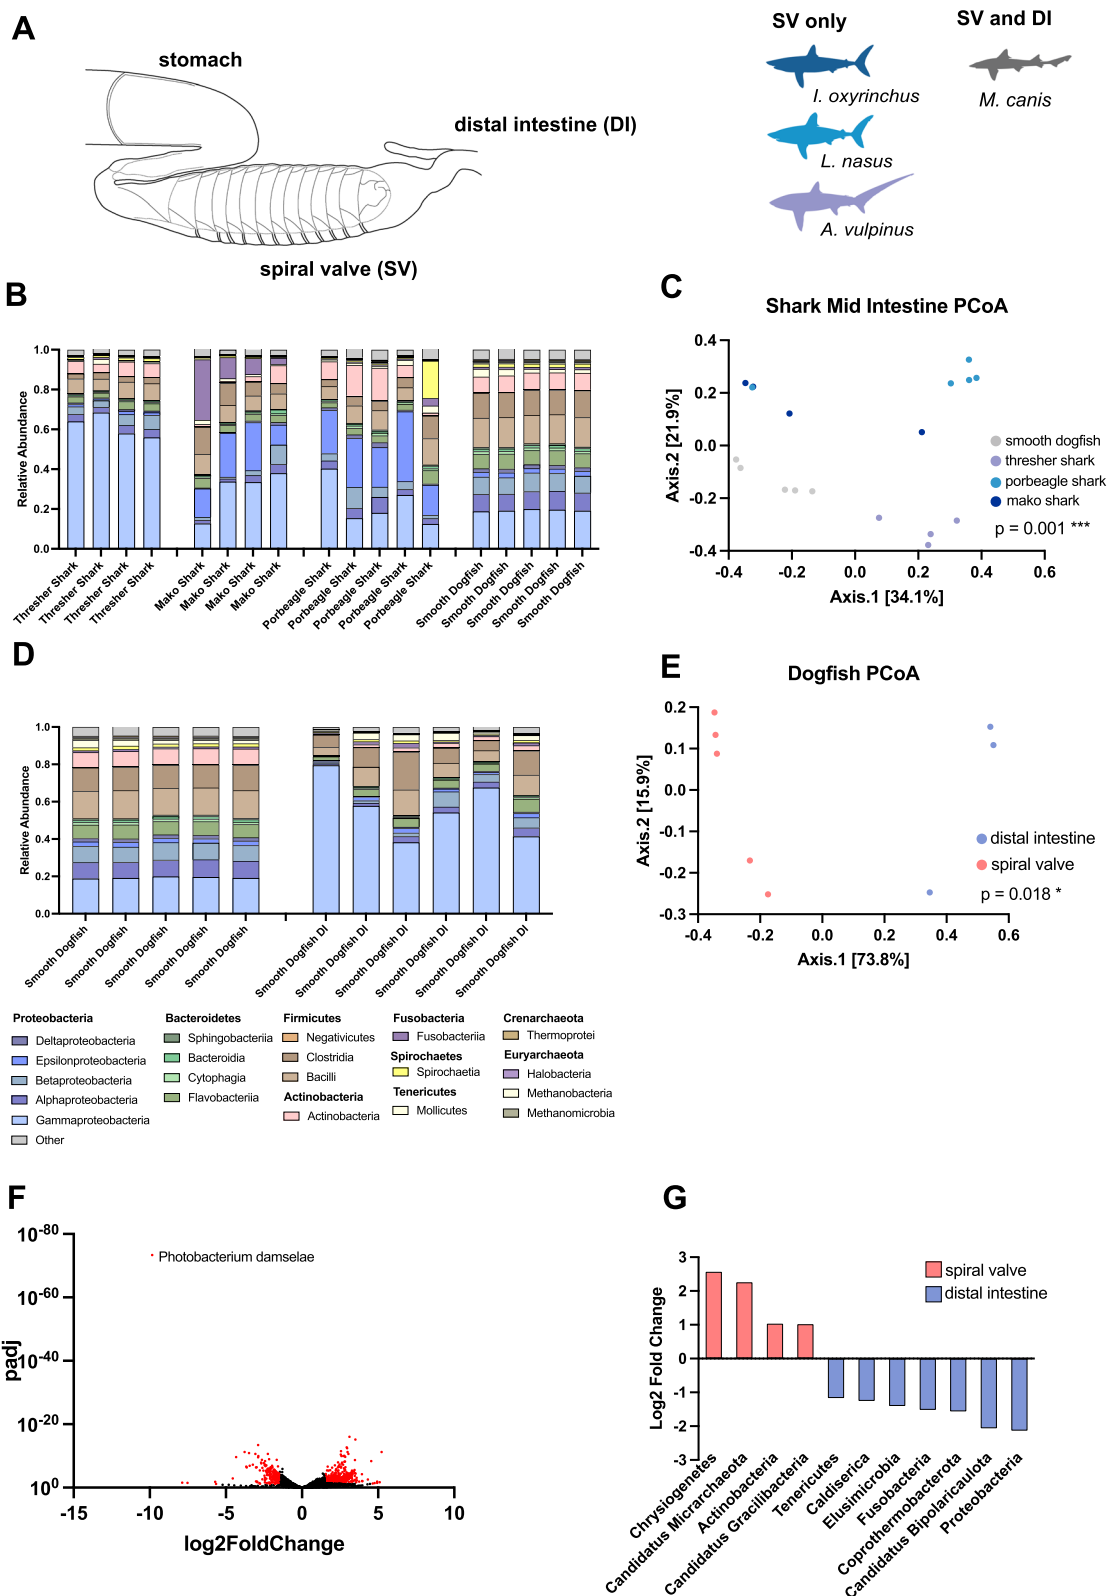 A
stomach
distal intestine (DI)
spiral valve (SV)
SV only
SV and DI
I. oxyrinchus
M. canis
L. nasus
A. vulpinus
B
Relative Abundance
1.0
0.8
0.6
0.4
0.2
0.0
Thresher Shark
Thresher Shark
Thresher Shark
Thresher Shark
Mako Shark
Mako Shark
Mako Shark
Mako Shark
Porbeagle Shark
Porbeagle Shark
Porbeagle Shark
Porbeagle Shark
Porbeagle Shark
Smooth Dogfish
Smooth Dogfish
Smooth Dogfish
Smooth Dogfish
Smooth Dogfish
C
Shark Mid Intestine PCoA
Axis.2 [21.9%]
0.4
0.2
0.0
-0.2
-0.4
-0.4
-0.2
0.0
0.2
0.4
0.6
Axis.1 [34.1%]
smooth dogfish
thresher shark
porbeagle shark
mako shark
p = 0.001 ***
D
Relative Abundance
1.0
0.8
0.6
0.4
0.2
0.0
Smooth Dogfish
Smooth Dogfish
Smooth Dogfish
Smooth Dogfish
Smooth Dogfish
Smooth Dogfish DI
Smooth Dogfish DI
Smooth Dogfish DI
Smooth Dogfish DI
Smooth Dogfish DI
Smooth Dogfish DI
E
Dogfish PCoA
Axis.2 [15.9%]
0.2
0.1
0.0
-0.1
-0.2
-0.3
-0.4
-0.2
0.0
0.2
0.4
0.6
Axis.1 [73.8%]
distal intestine
spiral valve
p = 0.018 *
Proteobacteria
Deltaproteobacteria
Epsilonproteobacteria
Betaproteobacteria
Alphaproteobacteria
Gammaproteobacteria
Other
Bacteroidetes
Sphingobacteriia
Bacteroidia
Cytophagia
Flavobacteriia
Firmicutes
Negativicutes
Clostridia
Bacilli
Actinobacteria
Actinobacteria
Fusobacteria
Fusobacteriia
Spirochaetes
Spirochaetia
Tenericutes
Mollicutes
Crenarchaeota
Thermoprotei
Euryarchaeota
Halobacteria
Methanobacteria
Methanomicrobia
F
padj
10-80
10-60
10-40
10-20
100
-15
-10
-5
0
5
10
log2FoldChange
Photobacterium damselae
G
Log2 Fold Change
3
2
1
0
-1
-2
-3
spiral valve
distal intestine
Chrysiogenetes
Candidatus Micrarchaeota
Actinobacteria
Candidatus Gracilibacteria
Tenericutes
Caldiserica
Elusimicrobia
Fusobacteria
Coprothermobacterota
Candidatus Bipolaricaulota
Proteobacteria